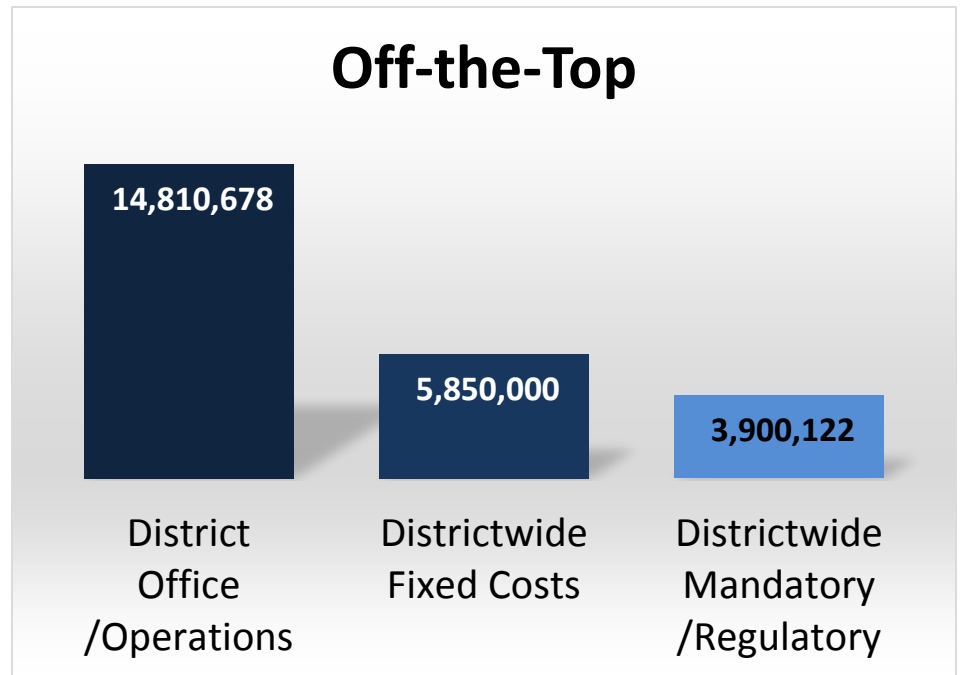 Off-the-Top
14,810,678
5,850,000
3,900,122
District
Office
/Operations
Districtwide
Fixed Costs
Districtwide
Mandatory
/Regulatory